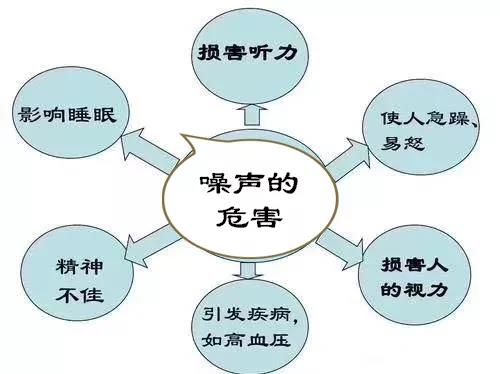 损害听力
影响睡眠
使人急躁、
易怒
噪声的
危害
精神
不佳
损害人
的视力
引发疾病，
如高血压